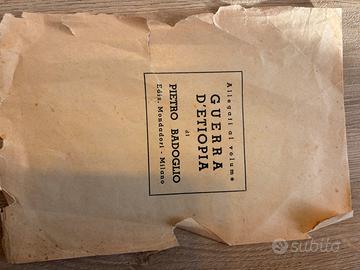 Allegati al volume
GUERRA
D'ETIOPIA
di
PIETRO BADOGLIO
Ediz. Mondadori - Milano
subito